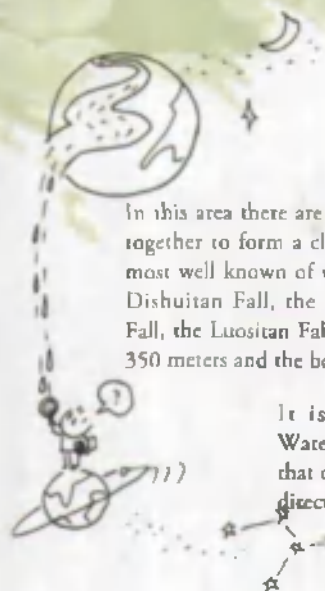 In this area there are
together to form a cl
most well known of
Dishuitan Fall, the
Fall, the Luositan Fal
350 meters and the be
?
It is
Wate
that
direc